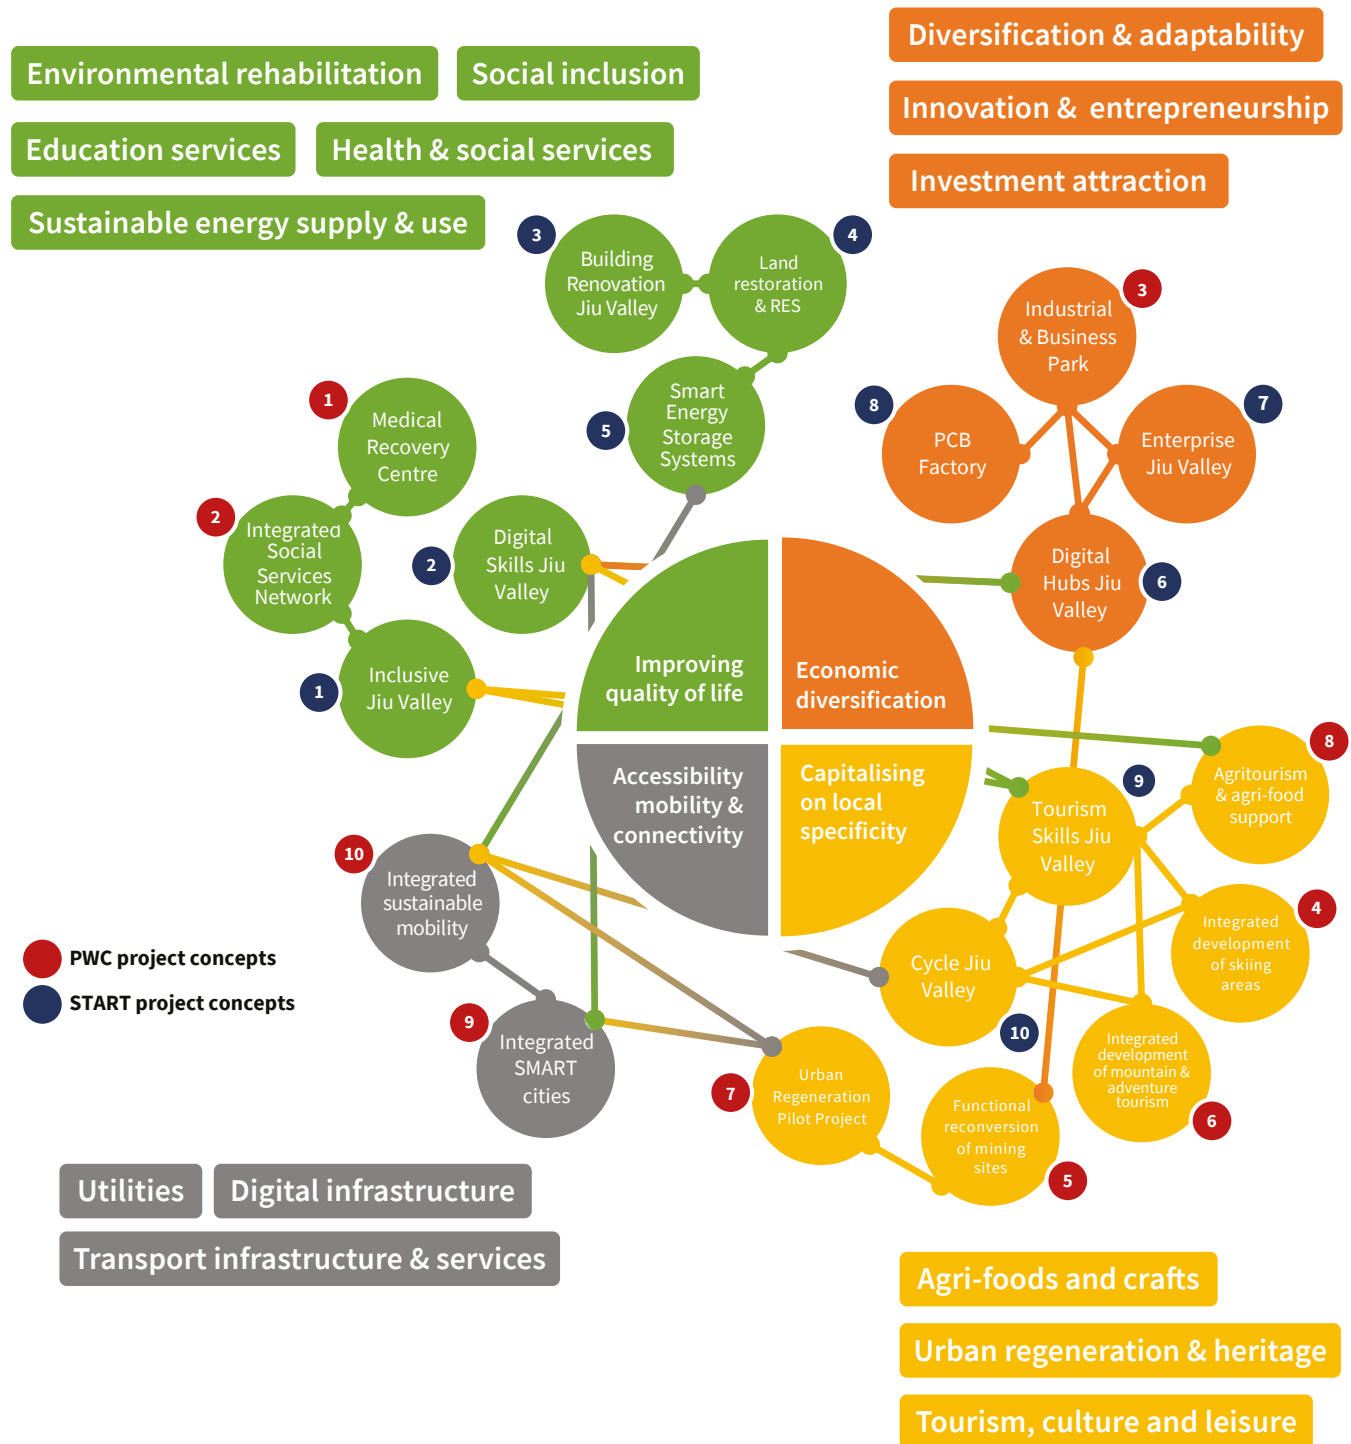 Environmental rehabilitation
Social inclusion
Education services
Health & social services
Sustainable energy supply & use
Diversification & adaptability
Innovation & entrepreneurship
Investment attraction
3
Building
Renovation
Jiu Valley
4
Land
restoration
& RES
5
Smart
Energy
Storage
Systems
1
Medical
Recovery
Centre
2
Integrated
Social
Services
Network
2
Digital
Skills Jiu
Valley
1
Inclusive
Jiu Valley
3
Industrial
& Business
Park
8
PCB
Factory
7
Enterprise
Jiu Valley
6
Digital
Hubs Jiu
Valley
Improving
quality of life
Economic
diversification
Accessibility
mobility &
connectivity
Capitalising
on local
specificity
8
Agritourism
& agri-food
support
9
Tourism
Skills Jiu
Valley
4
Integrated
development
of skiing
areas
10
Integrated
sustainable
mobility
Cycle Jiu
Valley
10
PWC project concepts
START project concepts
9
Integrated
SMART
cities
Integrated
development
of mountain &
adventure
tourism
6
7
Urban
Regeneration
Pilot Project
Functional
reconversion
of mining
sites
5
Utilities
Digital infrastructure
Transport infrastructure & services
Agri-foods and crafts
Urban regeneration & heritage
Tourism, culture and leisure